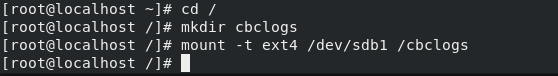 [root@localhost ~]# cd /
[root@localhost /]# mkdir cbclogs
[root@localhost /]# mount -t ext4 /dev/sdb1 /cbclogs
[root@localhost /]#